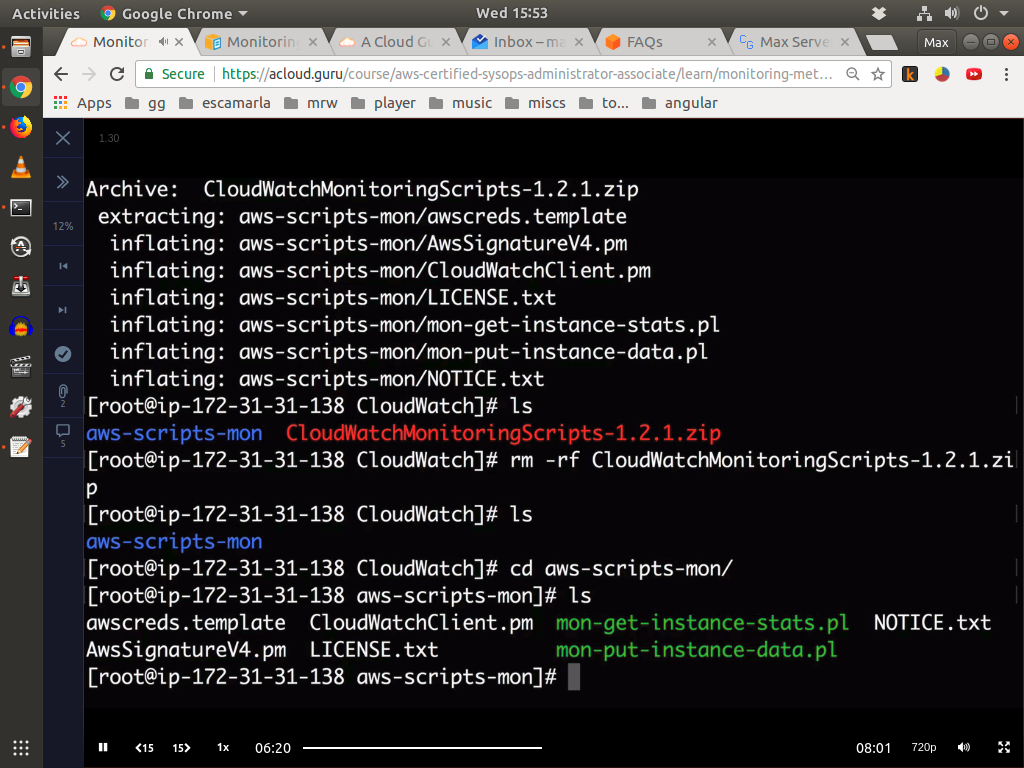 Activities Google Chrome Wed 15:53
Monitor Monitorin A Cloud Gu Inbox – ma FAQs Max Serve Max
Secure https://acloud.guru/course/aws-certified-sysops-administrator-associate/learn/monitoring-met...
Apps gg escamarla mrw player music miscs to... angular
1.30
12%
2
5
Archive:  CloudWatchMonitoringScripts-1.2.1.zip
extracting: aws-scripts-mon/awscreds.template
inflating: aws-scripts-mon/AwsSignatureV4.pm
inflating: aws-scripts-mon/CloudWatchClient.pm
inflating: aws-scripts-mon/LICENSE.txt
inflating: aws-scripts-mon/mon-get-instance-stats.pl
inflating: aws-scripts-mon/mon-put-instance-data.pl
inflating: aws-scripts-mon/NOTICE.txt
[root@ip-172-31-31-138 CloudWatch]# ls
aws-scripts-mon  CloudWatchMonitoringScripts-1.2.1.zip
[root@ip-172-31-31-138 CloudWatch]# rm -rf CloudWatchMonitoringScripts-1.2.1.zi
p
[root@ip-172-31-31-138 CloudWatch]# ls
aws-scripts-mon
[root@ip-172-31-31-138 CloudWatch]# cd aws-scripts-mon/
[root@ip-172-31-31-138 aws-scripts-mon]# ls
awscreds.template  CloudWatchClient.pm  mon-get-instance-stats.pl  NOTICE.txt
AwsSignatureV4.pm  LICENSE.txt          mon-put-instance-data.pl
[root@ip-172-31-31-138 aws-scripts-mon]#
<15 15> 1x 06:20 08:01 720p